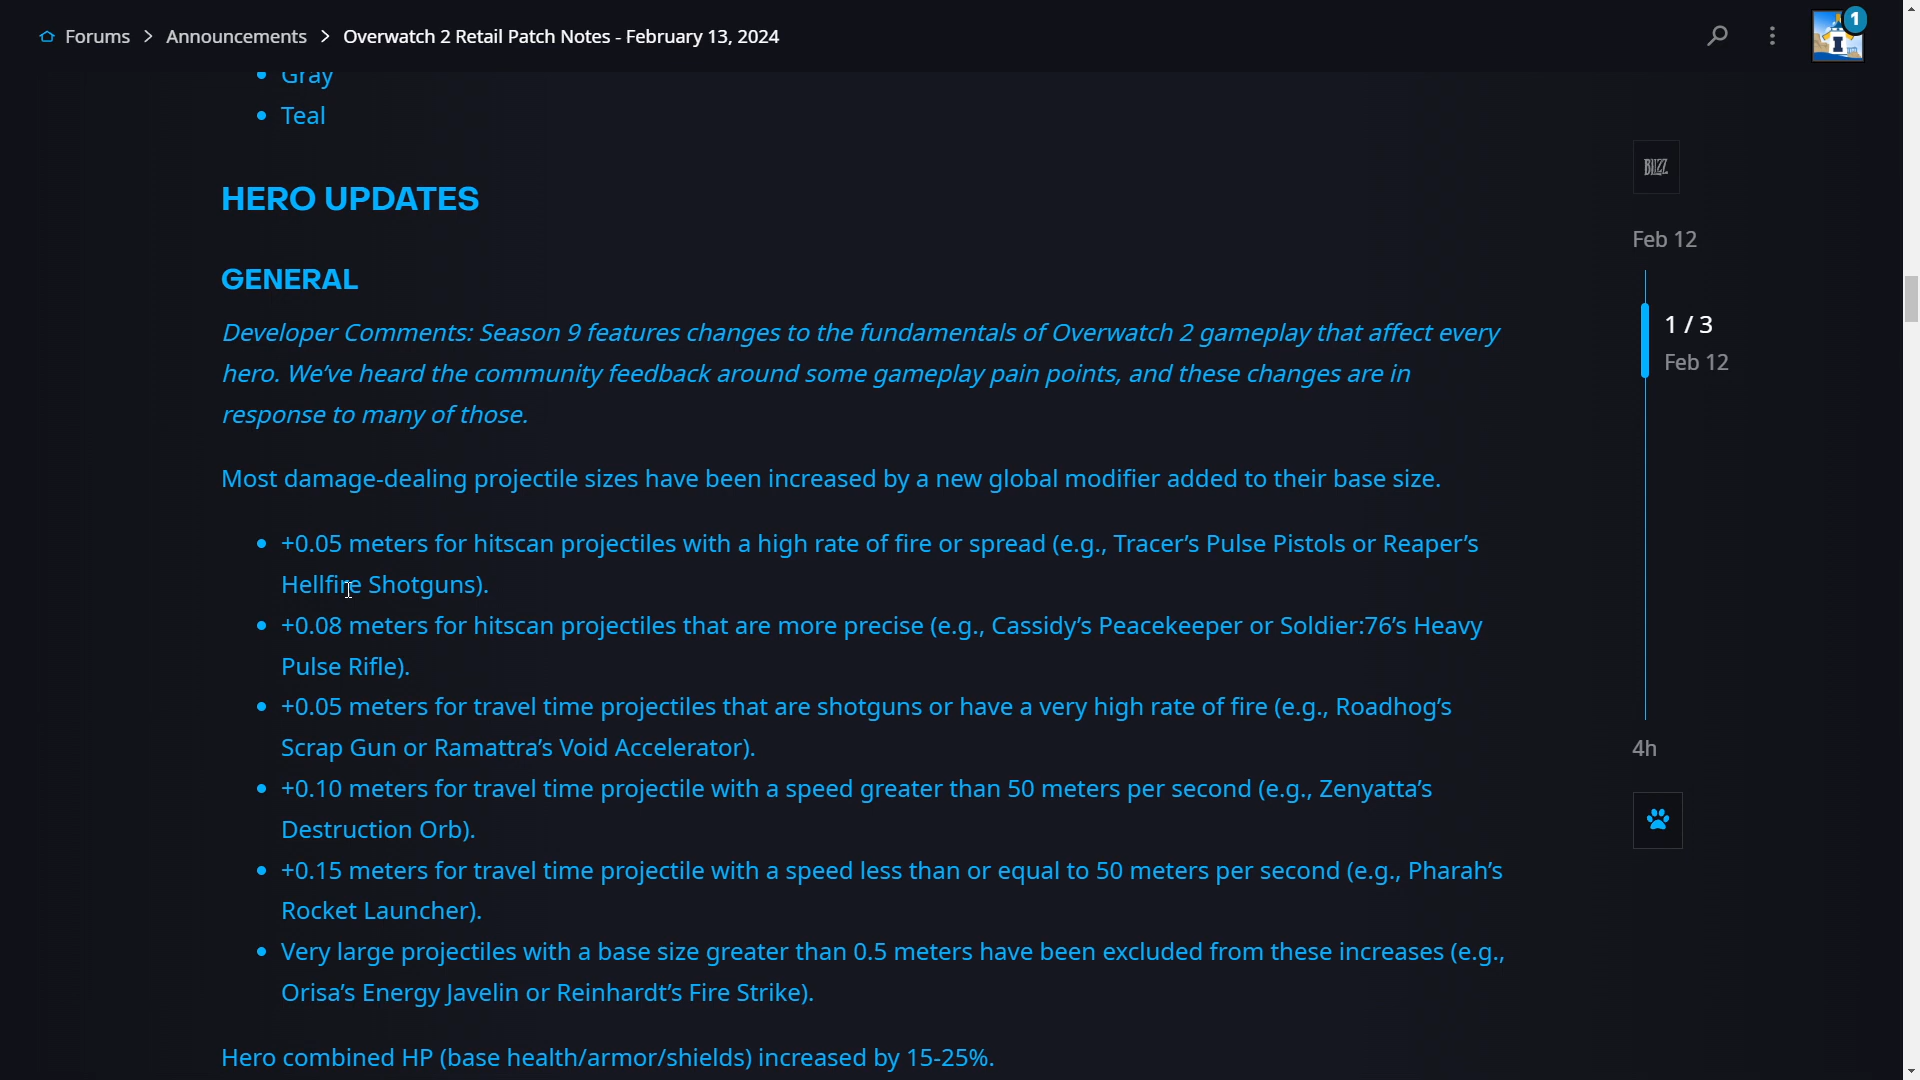 Forums > Announcements > Overwatch 2 Retail Patch Notes - February 13, 2024
1
Gray
Teal
HERO UPDATES
GENERAL
Developer Comments: Season 9 features changes to the fundamentals of Overwatch 2 gameplay that affect every
hero. We've heard the community feedback around some gameplay pain points, and these changes are in
response to many of those.
Most damage-dealing projectile sizes have been increased by a new global modifier added to their base size.
+0.05 meters for hitscan projectiles with a high rate of fire or spread (e.g., Tracer's Pulse Pistols or Reaper's
Hellfire Shotguns).
+0.08 meters for hitscan projectiles that are more precise (e.g., Cassidy's Peacekeeper or Soldier:76's Heavy
Pulse Rifle).
+0.05 meters for travel time projectiles that are shotguns or have a very high rate of fire (e.g., Roadhog's
Scrap Gun or Ramattra's Void Accelerator).
+0.10 meters for travel time projectile with a speed greater than 50 meters per second (e.g., Zenyatta's
Destruction Orb).
+0.15 meters for travel time projectile with a speed less than or equal to 50 meters per second (e.g., Pharah's
Rocket Launcher).
Very large projectiles with a base size greater than 0.5 meters have been excluded from these increases (e.g.,
Orisa's Energy Javelin or Reinhardt's Fire Strike).
Hero combined HP (base health/armor/shields) increased by 15-25%.
BLIZZ
Feb 12
1 / 3
Feb 12
4h